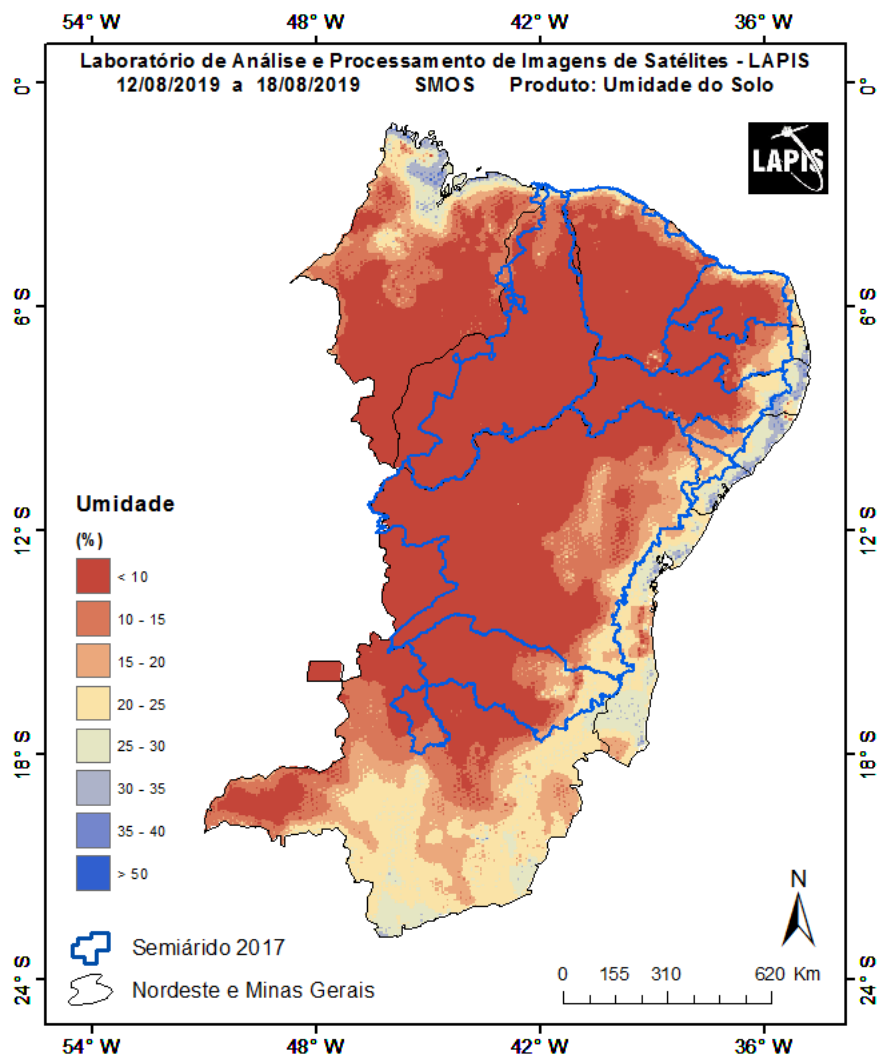 54° W 48° W 42° W 36° W
Laboratório de Análise e Processamento de Imagens de Satélites - LAPIS
12/08/2019 a 18/08/2019 SMOS Produto: Umidade do Solo
0° 0°
LAPIS
6° S 6° S
Umidade
(%)
12° S 12° S
< 10
10 - 15
15 - 20
20 - 25
25 - 30
18° S 18° S
30 - 35
35 - 40
> 50
N
Semiárido 2017
0 155 310 620 Km
Nordeste e Minas Gerais
24° S 24° S
54° W 48° W 42° W 36° W